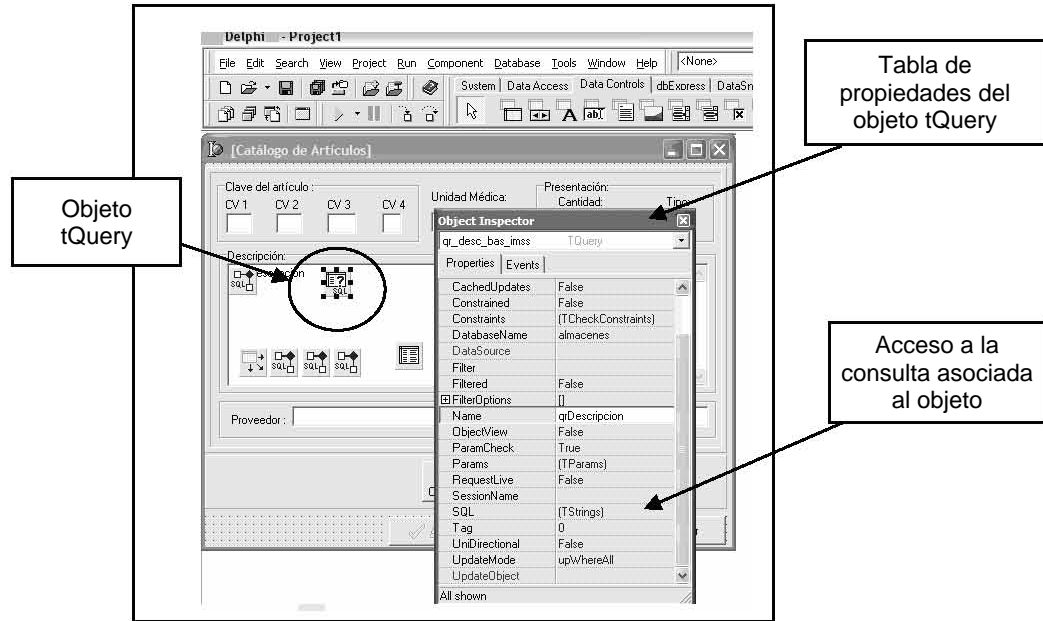 Delphi - Project1
File Edit Search View Project Run Component Database Tools Window Help <None>
System Data Access Data Controls dbExpress DataSn
[Catálogo de Artículos]
Clave del artículo :
CV 1 CV 2 CV 3 CV 4
Unidad Médica:
Presentación:
Cantidad: Tipo:
Descripción:
SQL
SQL
SQL SQL SQL
Proveedor :
Object Inspector
qr_desc_bas_imss TQuery
Properties Events
CachedUpdates False
Constrained False
Constraints (TCheckConstraints)
DatabaseName almacenes
DataSource
Filter
Filtered False
FilterOptions []
Name qrDescripcion
ObjectView False
ParamCheck True
Params (TParams)
RequestLive False
SessionName
SQL (TStrings)
Tag 0
UniDirectional False
UpdateMode upWhereAll
UpdateObject
All shown
Objeto
tQuery
Tabla de
propiedades del
objeto tQuery
Acceso a la
consulta asociada
al objeto